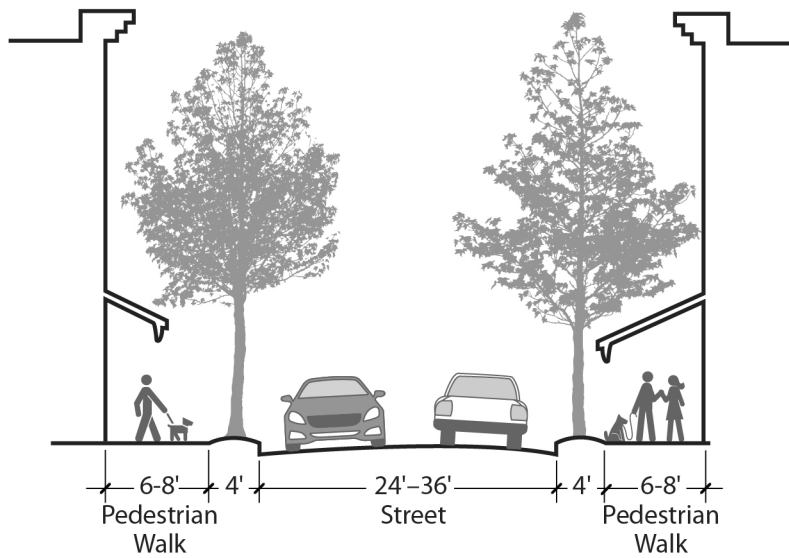 6-8' 4' 24'–36' 4' 6-8'
Pedestrian Street Pedestrian
Walk Walk